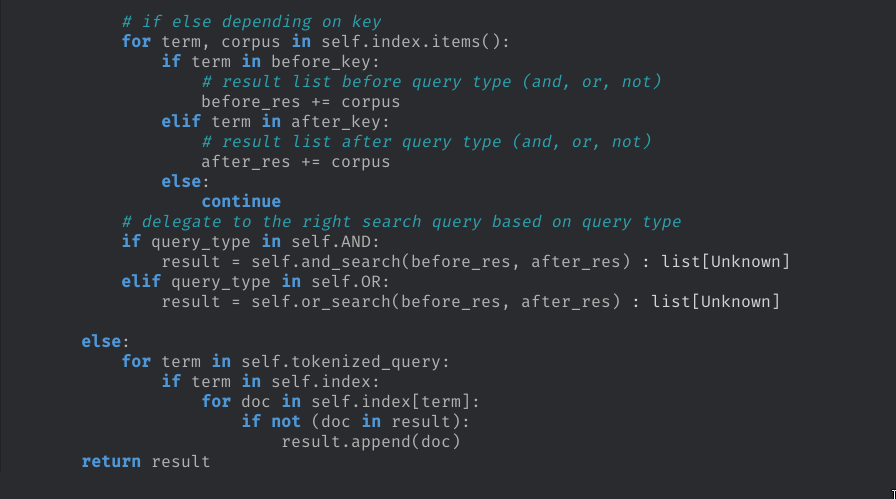 # if else depending on key
for term, corpus in self.index.items():
if term in before_key:
# result list before query type (and, or, not)
before_res += corpus
elif term in after_key:
# result list after query type (and, or, not)
after_res += corpus
else:
continue
# delegate to the right search query based on query type
if query_type in self.AND:
result = self.and_search(before_res, after_res) : list[Unknown]
elif query_type in self.OR:
result = self.or_search(before_res, after_res) : list[Unknown]
else:
for term in self.tokenized_query:
if term in self.index:
for doc in self.index[term]:
if not (doc in result):
result.append(doc)
return result